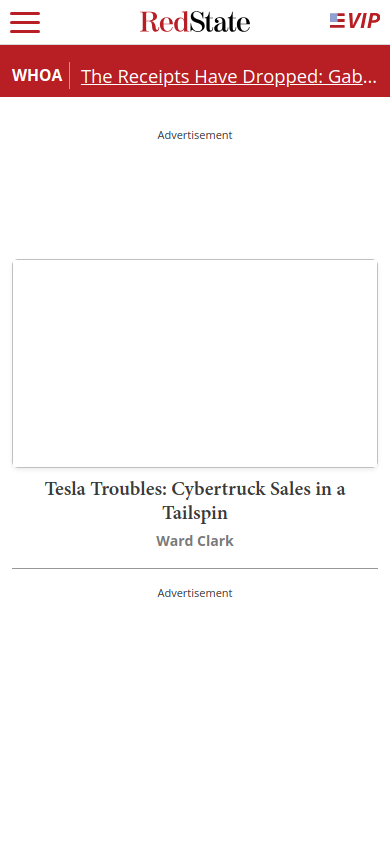 RedState
VIP
WHOA
The Receipts Have Dropped: Gab...
Advertisement
Tesla Troubles: Cybertruck Sales in a
Tailspin
Ward Clark
Advertisement